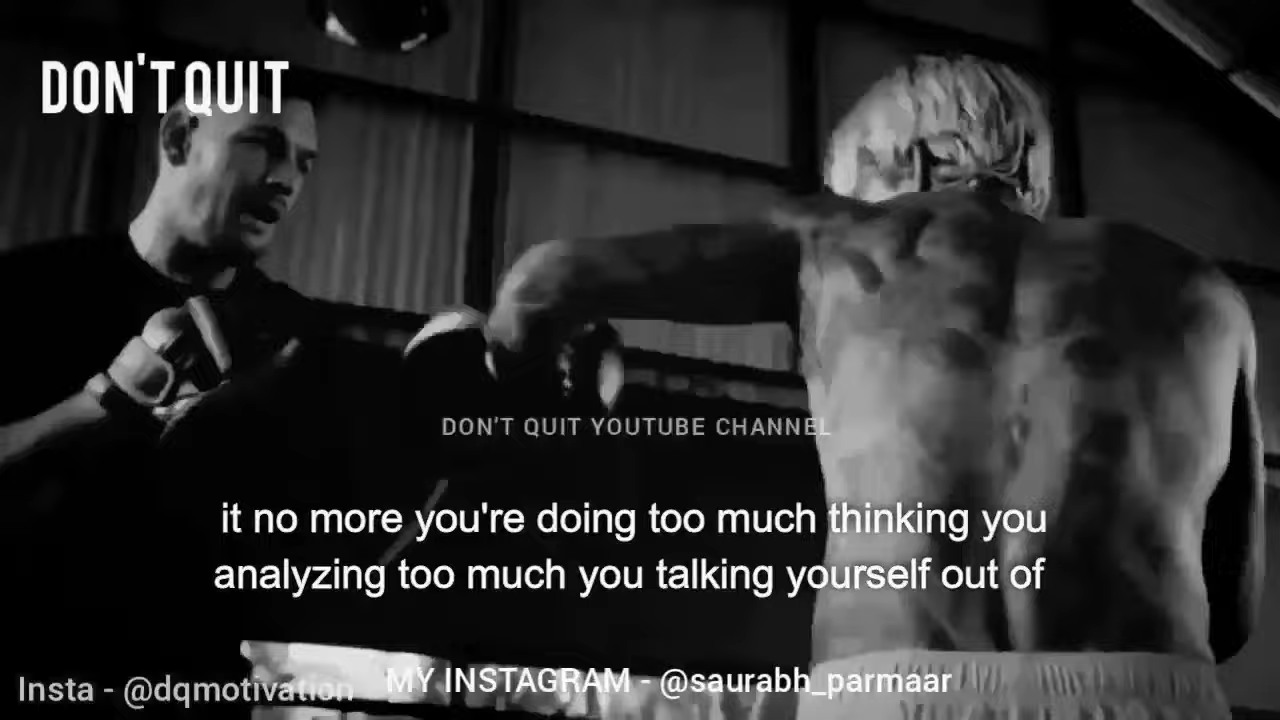 DON'T QUIT
DON'T QUIT YOUTUBE CHANNEL
it no more you're doing too much thinking you
analyzing too much you talking yourself out of
Insta - @dqmotivation
MY INSTAGRAM - @saurabh_parmaar